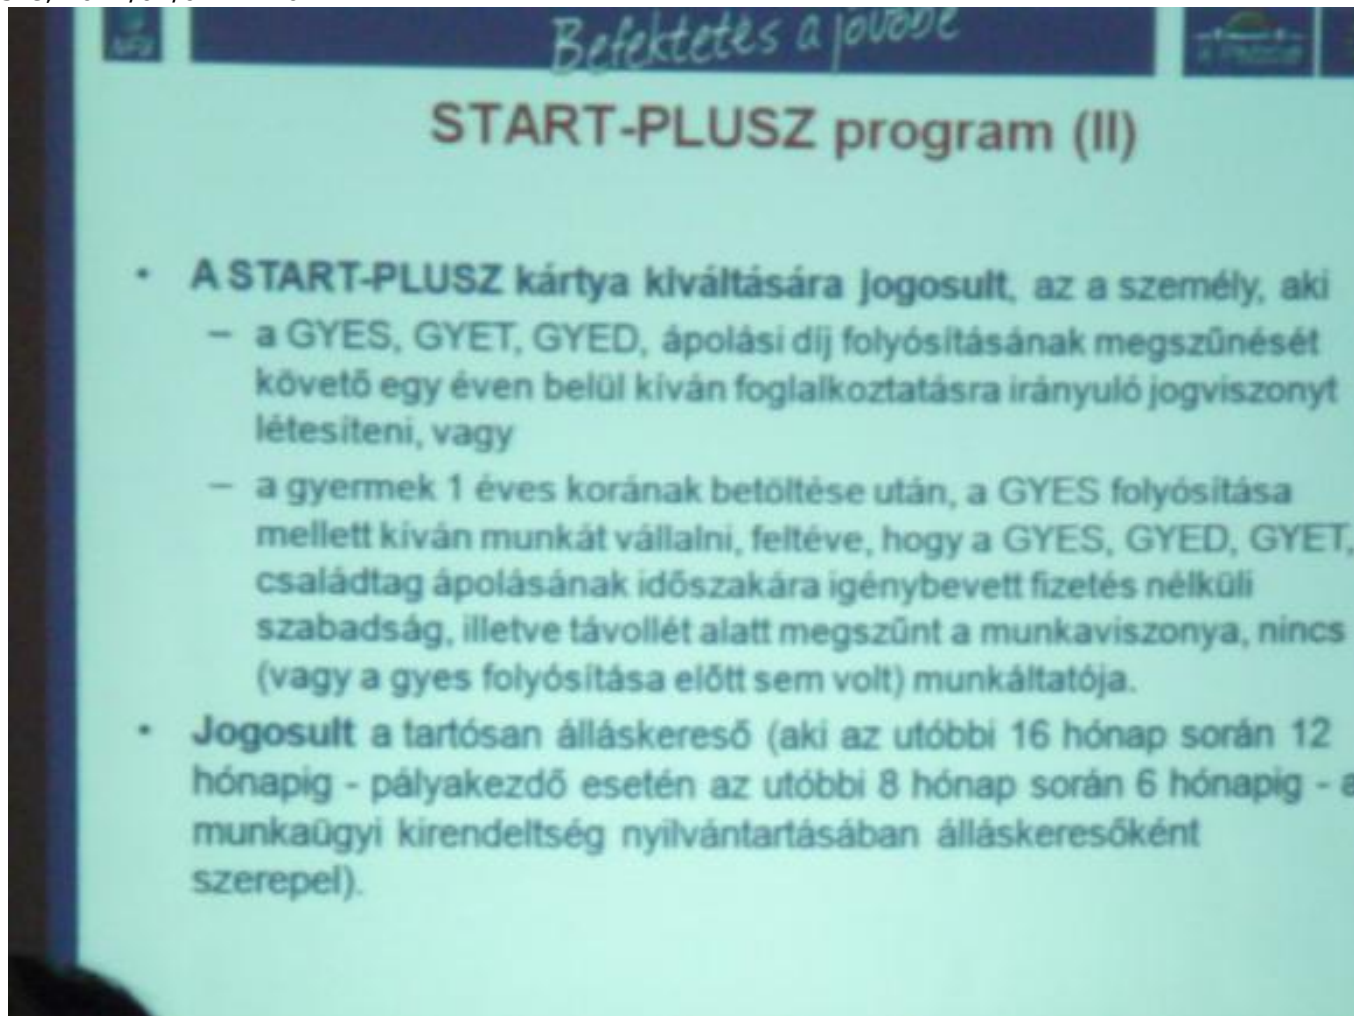 Befektetés a jövőbe
START-PLUSZ program (II)
• A START-PLUSZ kártya kiváltására jogosult, az a személy, aki
– a GYES, GYET, GYED, ápolási díj folyósításának megszűnését
követő egy éven belül kíván foglalkoztatásra irányuló jogviszonyt
létesíteni, vagy
– a gyermek 1 éves korának betöltése után, a GYES folyósítása
mellett kíván munkát vállalni, feltéve, hogy a GYES, GYED, GYET,
családtag ápolásának időszakára igénybevett fizetés nélküli
szabadság, illetve távollét alatt megszűnt a munkaviszonya, nincs
(vagy a gyes folyósítása előtt sem volt) munkáltatója.
• Jogosult a tartósan álláskereső (aki az utóbbi 16 hónap során 12
hónapig - pályakezdő esetén az utóbbi 8 hónap során 6 hónapig - a
munkaügyi kirendeltség nyilvántartásában álláskeresőként
szerepel).